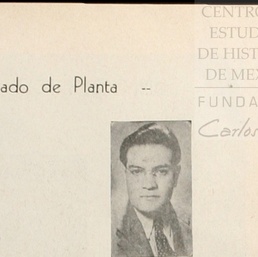 CENTRO
ESTUD
DE HIST
DE MEX
FUNDA
Carlos
ado de Planta --